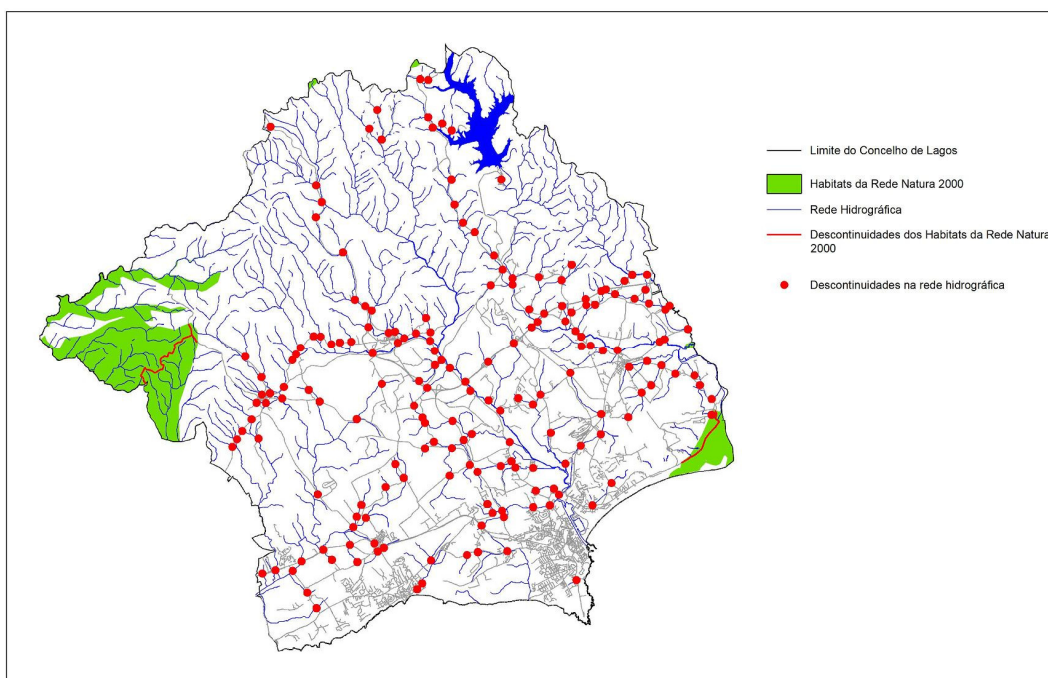 Limite do Concelho de Lagos
Habitats da Rede Natura 2000
Rede Hidrográfica
Descontinuidades dos Habitats da Rede Natura
2000
Descontinuidades na rede hidrográfica